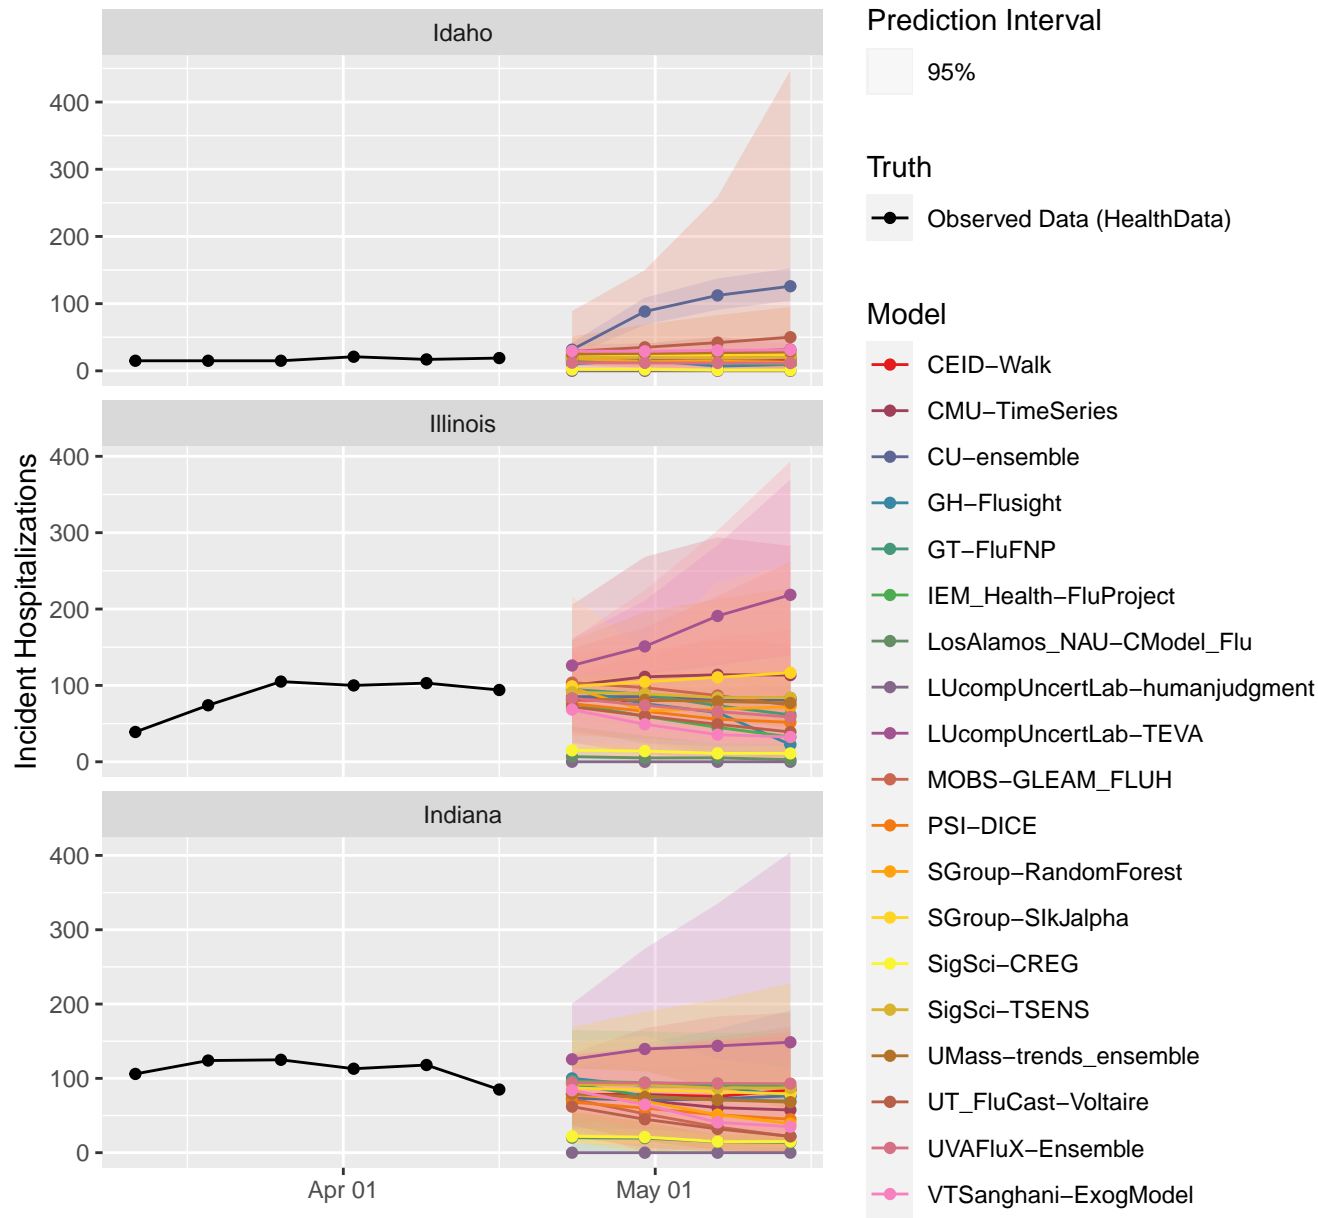 Idaho
400
300
200
100
0
Illinois
400
300
200
100
0
Indiana
400
300
200
100
0
Apr 01
May 01
Incident Hospitalizations
Prediction Interval
95%
Truth
Observed Data (HealthData)
Model
CEID−Walk
CMU−TimeSeries
CU−ensemble
GH−Flusight
GT−FluFNP
IEM_Health−FluProject
LosAlamos_NAU−CModel_Flu
LUcompUncertLab−humanjudgment
LUcompUncertLab−TEVA
MOBS−GLEAM_FLUH
PSI−DICE
SGroup−RandomForest
SGroup−SIkJalpha
SigSci−CREG
SigSci−TSENS
UMass−trends_ensemble
UT_FluCast−Voltaire
UVAFluX−Ensemble
VTSanghani−ExogModel